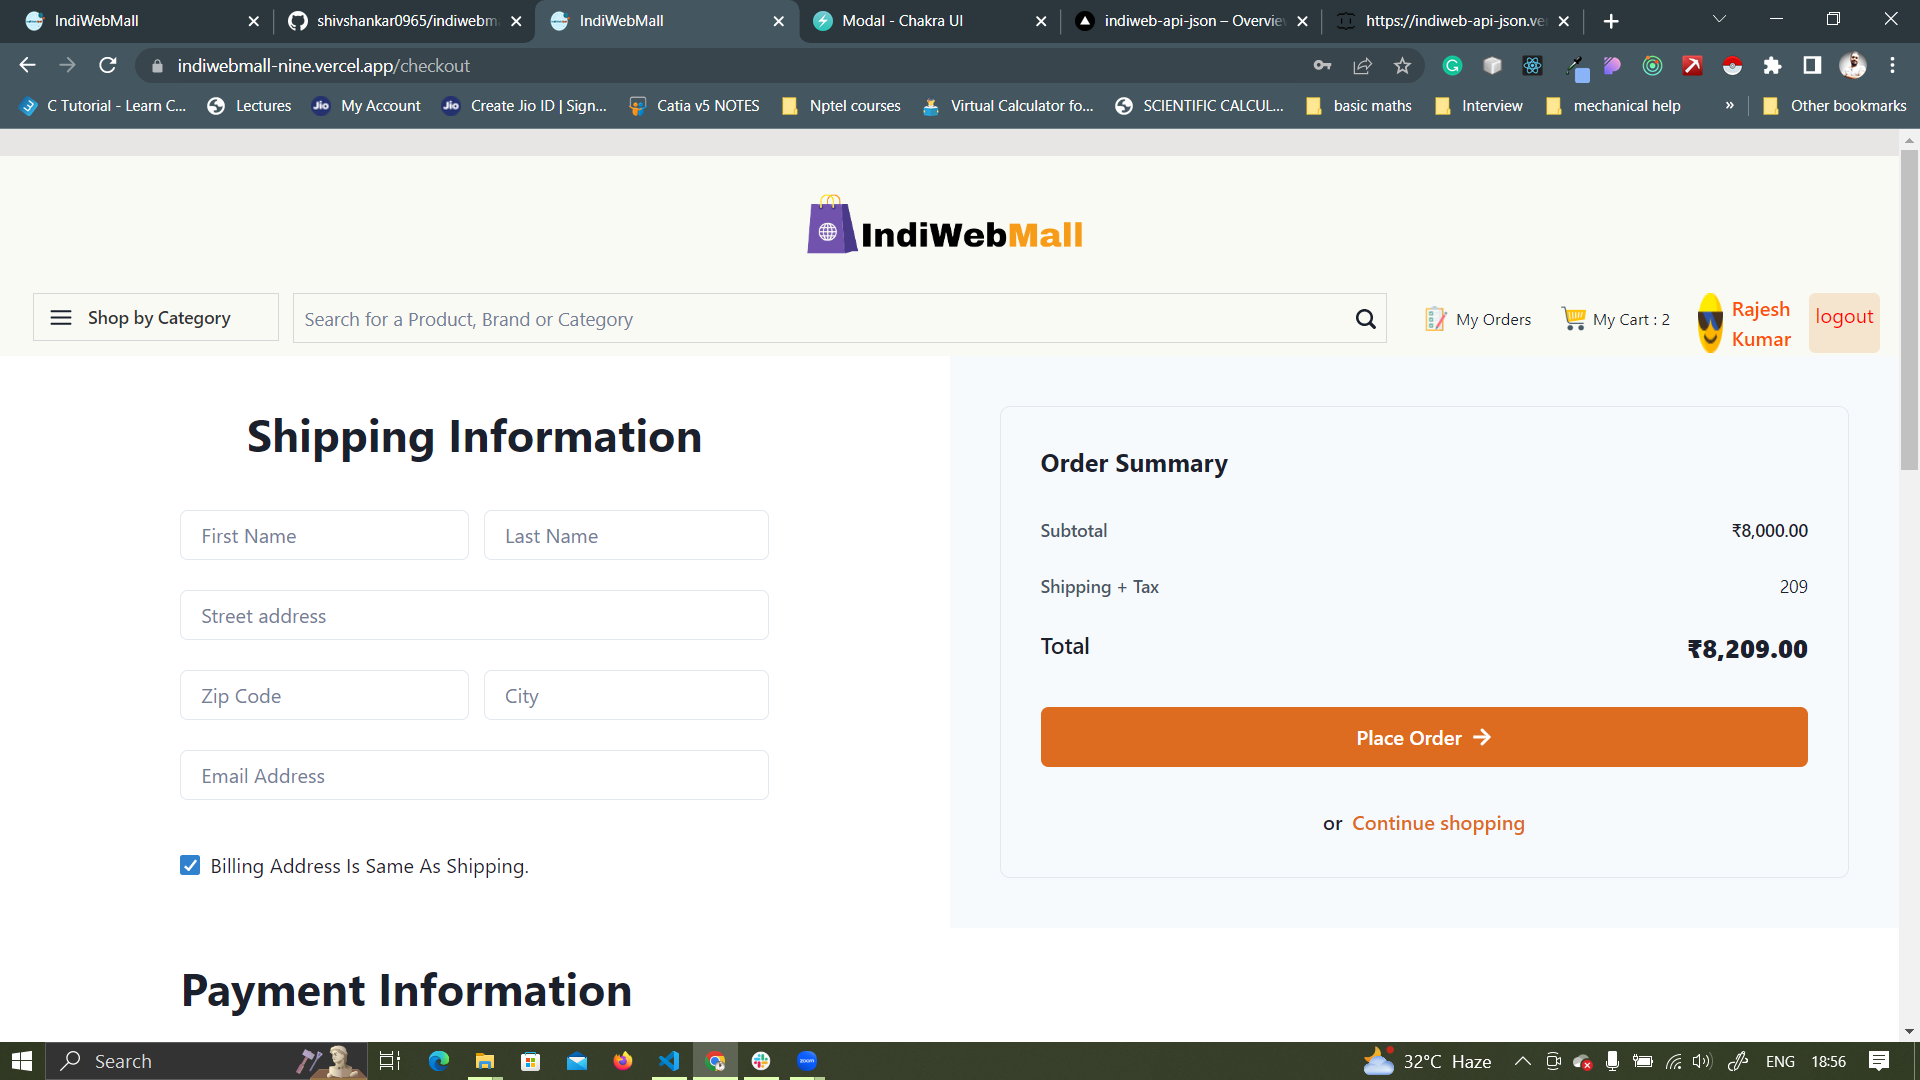 IndiWebMall
shivshankar0965/indiwebm
IndiWebMall
Modal - Chakra UI
indiweb-api-json – Overvie
https://indiweb-api-json.ve
indiwebmall-nine.vercel.app/checkout
C Tutorial - Learn C...
Lectures
My Account
Create Jio ID | Sign...
Catia v5 NOTES
Nptel courses
Virtual Calculator fo...
SCIENTIFIC CALCUL...
basic maths
Interview
mechanical help
»
Other bookmarks
IndiWebMall
Shop by Category
Search for a Product, Brand or Category
My Orders
My Cart : 2
Rajesh
Kumar
logout
Shipping Information
First Name
Last Name
Street address
Zip Code
City
Email Address
Billing Address Is Same As Shipping.
Payment Information
Order Summary
Subtotal
₹8,000.00
Shipping + Tax
209
Total
₹8,209.00
Place Order
or Continue shopping
Search
zoom
32°C Haze
ENG
18:56